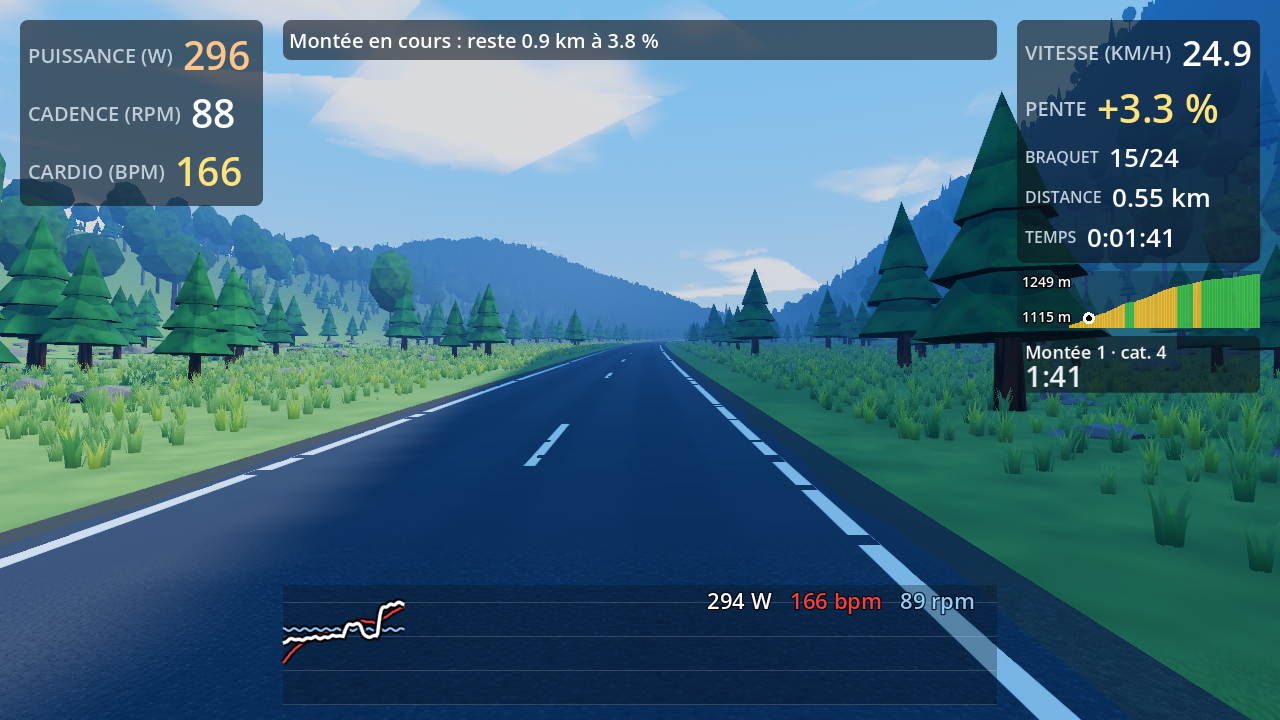 PUISSANCE (W) 296
CADENCE (RPM) 88
CARDIO (BPM) 166
Montée en cours : reste 0.9 km à 3.8 %
VITESSE (KM/H) 24.9
PENTE +3.3 %
BRAQUET 15/24
DISTANCE 0.55 km
TEMPS 0:01:41
1249 m
1115 m
Montée 1 · cat. 4
1:41
294 W 166 bpm 89 rpm